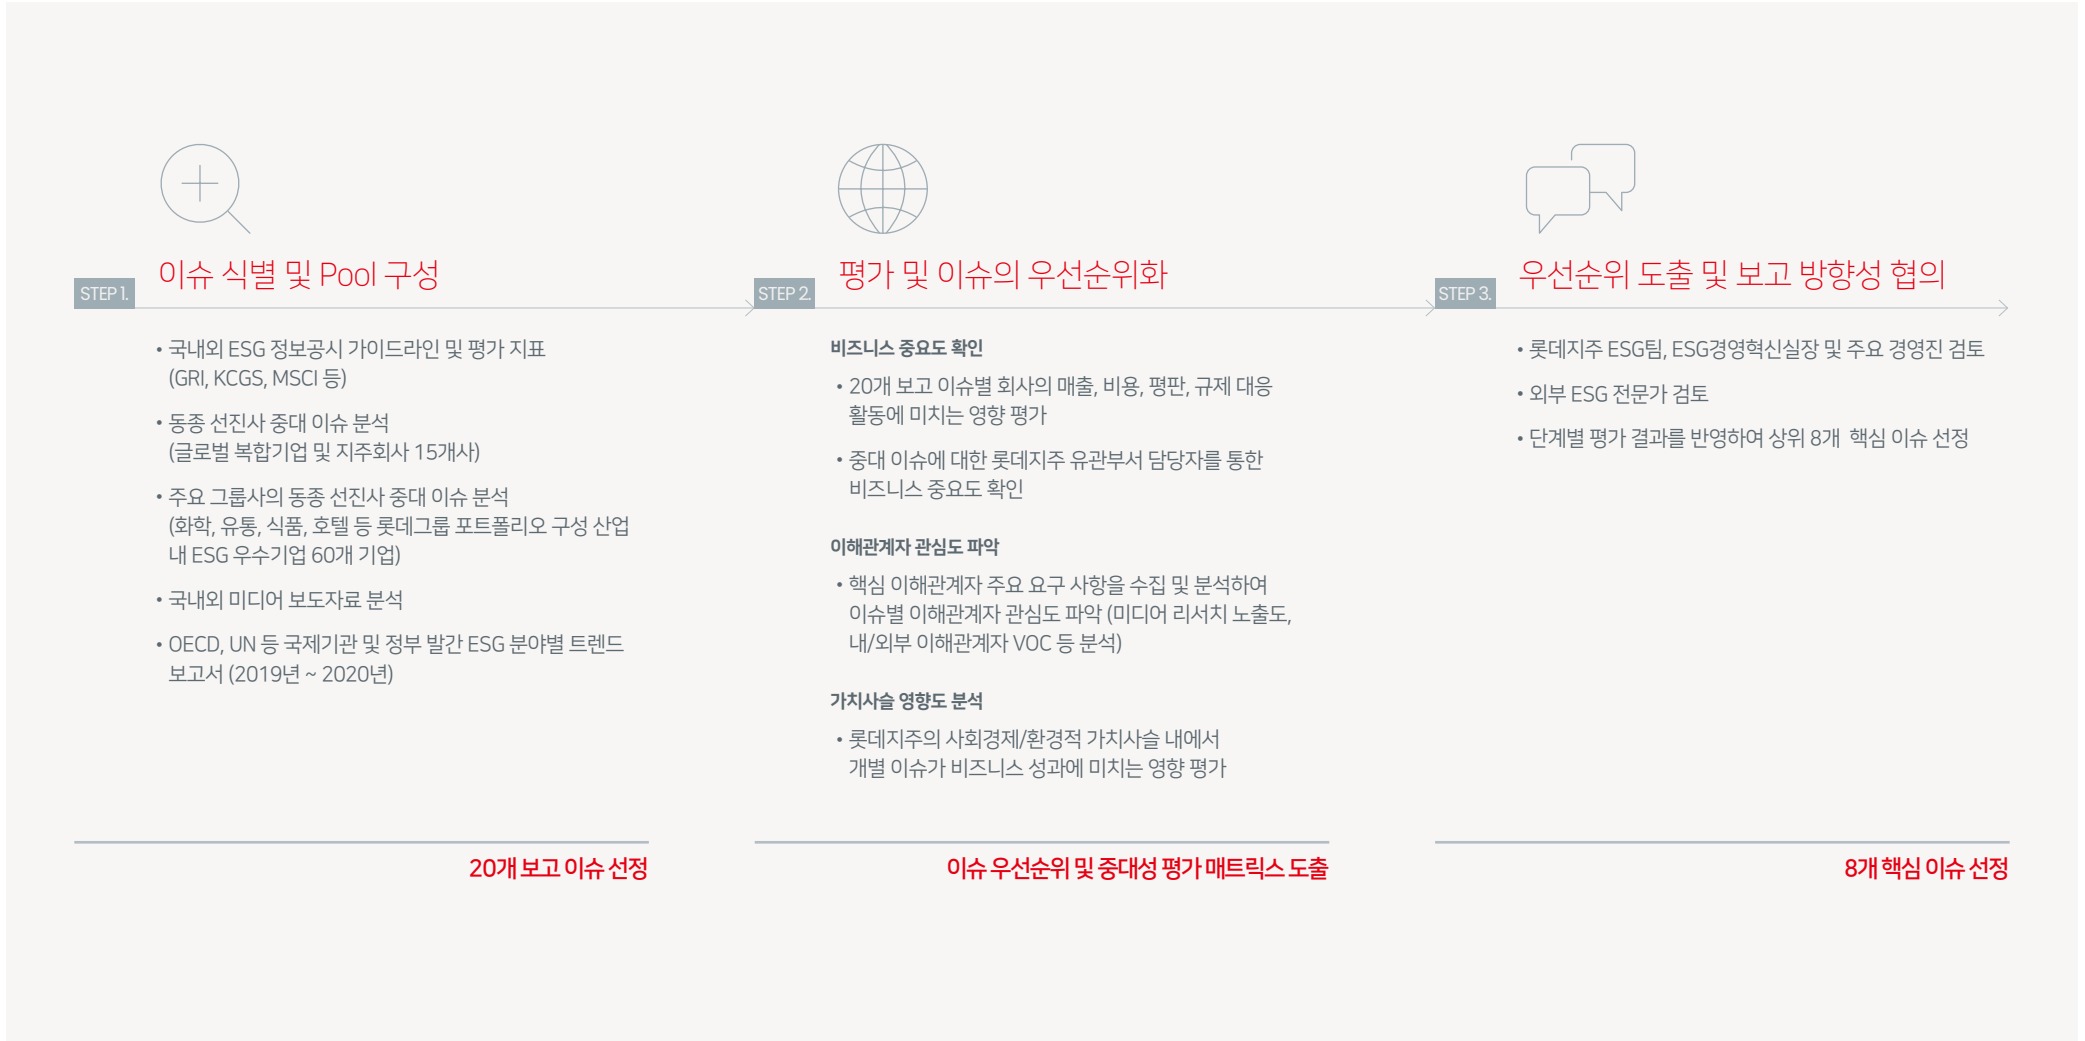 STEP 1.
이슈 식별 및 Pool 구성
• 국내외 ESG 정보공시 가이드라인 및 평가 지표
(GRI, KCGS, MSCI 등)
• 동종 선진사 중대 이슈 분석
(글로벌 복합기업 및 지주회사 15개사)
• 주요 그룹사의 동종 선진사 중대 이슈 분석
(화학, 유통, 식품, 호텔 등 롯데그룹 포트폴리오 구성 산업
내 ESG 우수기업 60개 기업)
• 국내외 미디어 보도자료 분석
• OECD, UN 등 국제기관 및 정부 발간 ESG 분야별 트렌드
보고서 (2019년 ~ 2020년)
20개 보고 이슈 선정
STEP 2.
평가 및 이슈의 우선순위화
비즈니스 중요도 확인
• 20개 보고 이슈별 회사의 매출, 비용, 평판, 규제 대응
활동에 미치는 영향 평가
• 중대 이슈에 대한 롯데지주 유관부서 담당자를 통한
비즈니스 중요도 확인
이해관계자 관심도 파악
• 핵심 이해관계자 주요 요구 사항을 수집 및 분석하여
이슈별 이해관계자 관심도 파악 (미디어 리서치 노출도,
내/외부 이해관계자 VOC 등 분석)
가치사슬 영향도 분석
• 롯데지주의 사회경제/환경적 가치사슬 내에서
개별 이슈가 비즈니스 성과에 미치는 영향 평가
이슈 우선순위 및 중대성 평가 매트릭스 도출
STEP 3.
우선순위 도출 및 보고 방향성 협의
• 롯데지주 ESG팀, ESG경영혁신실장 및 주요 경영진 검토
• 외부 ESG 전문가 검토
• 단계별 평가 결과를 반영하여 상위 8개 핵심 이슈 선정
8개 핵심 이슈 선정